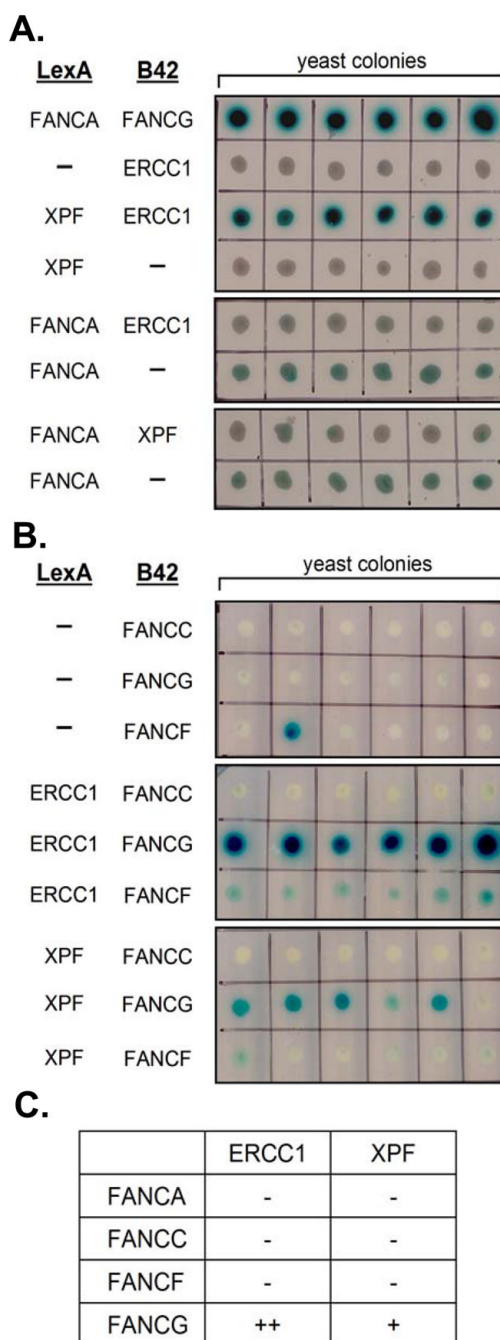 A.
LexA B42 yeast colonies
FANCA FANCG
– ERCC1
XPF ERCC1
XPF –
FANCA ERCC1
FANCA –
FANCA XPF
FANCA –
B.
LexA B42 yeast colonies
– FANCC
– FANCG
– FANCF
ERCC1 FANCC
ERCC1 FANCG
ERCC1 FANCF
XPF FANCC
XPF FANCG
XPF FANCF
C.
ERCC1 XPF
FANCA - -
FANCC - -
FANCF - -
FANCG ++ +